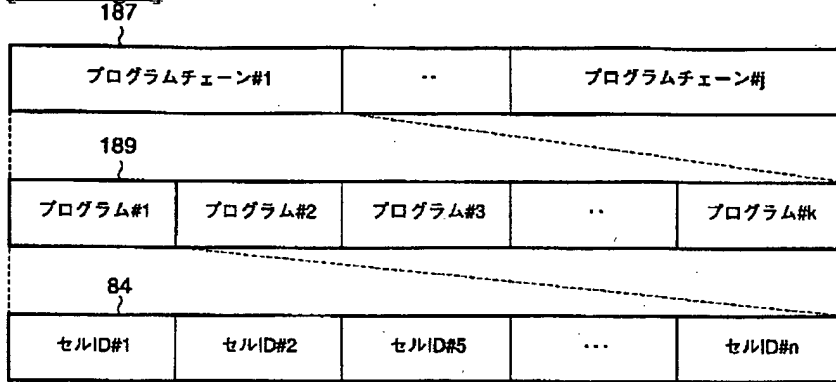 187
プログラムチェーン#1 ・・ プログラムチェーン#j
189
プログラム#1 プログラム#2 プログラム#3 ・・ プログラム#k
84
セルID#1 セルID#2 セルID#5 ・・・ セルID#n